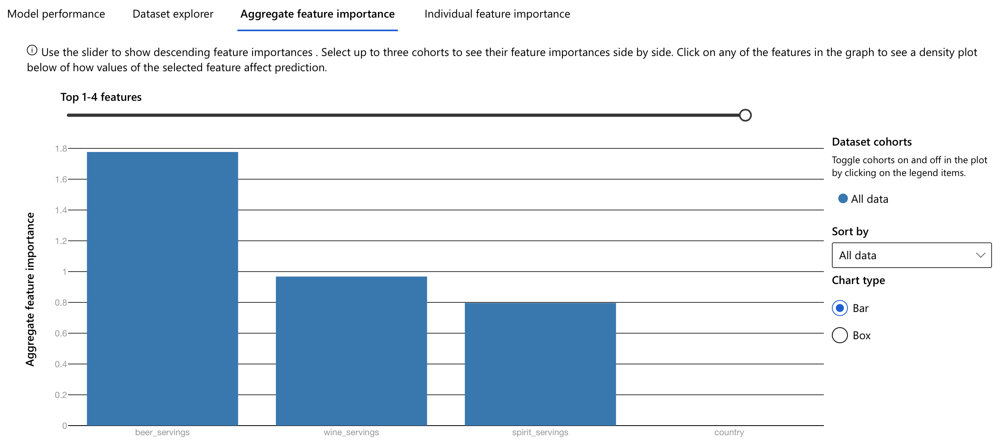 Model performance
Dataset explorer
Aggregate feature importance
Individual feature importance
Use the slider to show descending feature importances . Select up to three cohorts to see their feature importances side by side. Click on any of the features in the graph to see a density plot
below of how values of the selected feature affect prediction.
Top 1-4 features
Aggregate feature importance
1.8
1.6
1.4
1.2
1
0.8
0.6
0.4
0.2
0
beer_servings
wine_servings
spirit_servings
country
Dataset cohorts
Toggle cohorts on and off in the plot
by clicking on the legend items.
All data
Sort by
All data
Chart type
Bar
Box